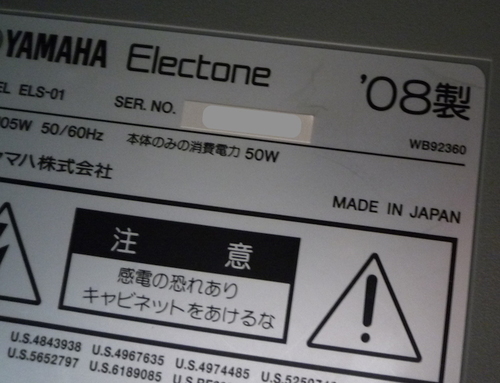 YAMAHA Electone '08製
ELS-01 SER. NO.
WB92360
05W 50/60Hz 本体のみの消費電力 50W
マハ株式会社
MADE IN JAPAN
注 意
感電の恐れあり
キャビネットをあけるな
U.S.4843938 U.S.4967635 U.S.4974485
U.S.5652797 U.S.6189085